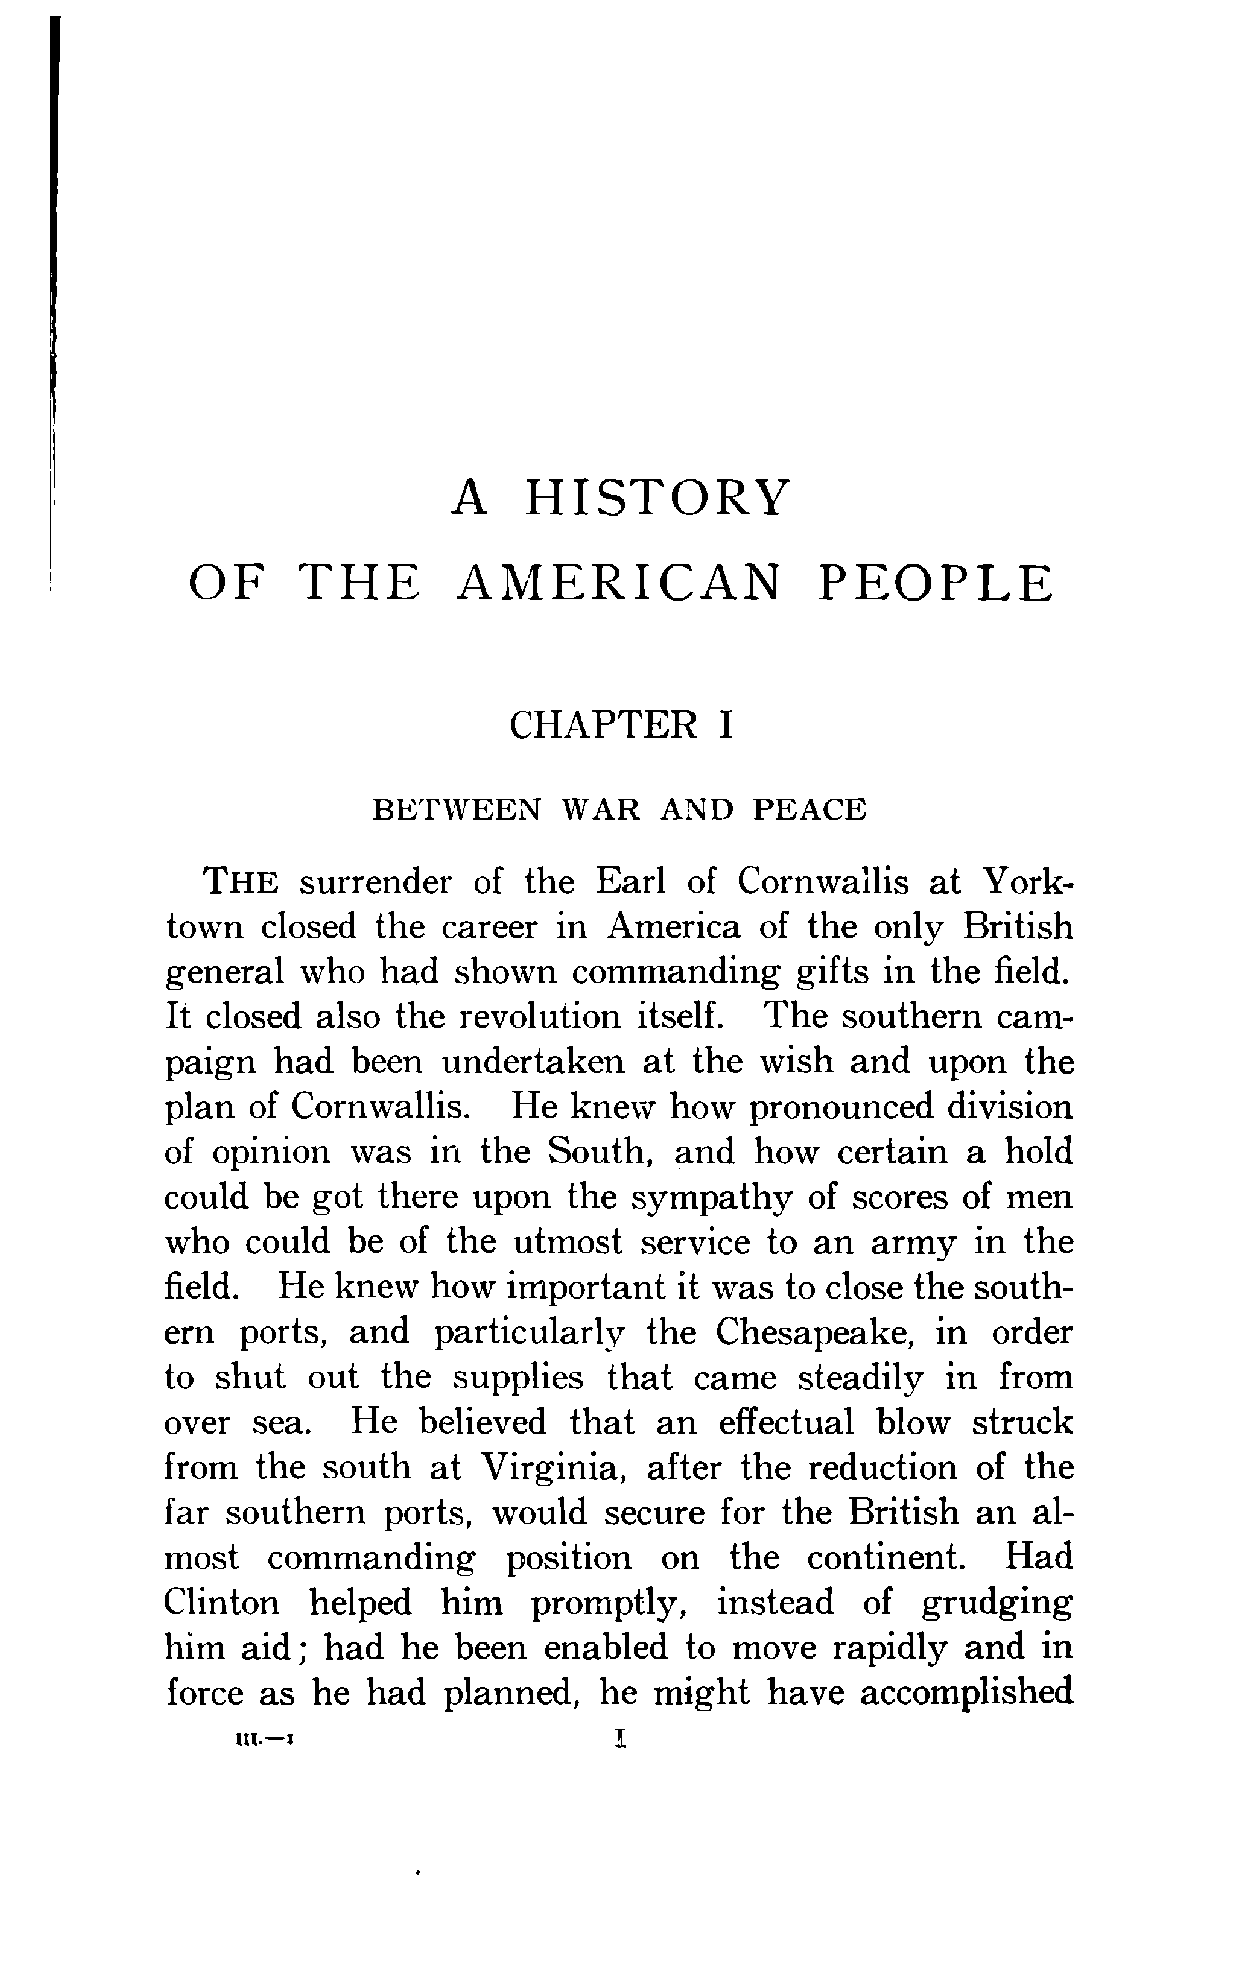 A HISTORY
OF THE AMERICAN PEOPLE
CHAPTER I
BETWEEN WAR AND PEACE
THE surrender of the Earl of Cornwallis at York-
town closed the career in America of the only British
general who had shown commanding gifts in the field.
It closed also the revolution itself. The southern cam-
paign had been undertaken at the wish and upon the
plan of Cornwallis. He knew how pronounced division
of opinion was in the South, and how certain a hold
could be got there upon the sympathy of scores of men
who could be of the utmost service to an army in the
field. He knew how important it was to close the south-
ern ports, and particularly the Chesapeake, in order
to shut out the supplies that came steadily in from
over sea. He believed that an effectual blow struck
from the south at Virginia, after the reduction of the
far southern ports, would secure for the British an al-
most commanding position on the continent. Had
Clinton helped him promptly, instead of grudging
him aid; had he been enabled to move rapidly and in
force as he had planned, he might have accomplished
III.—1 1